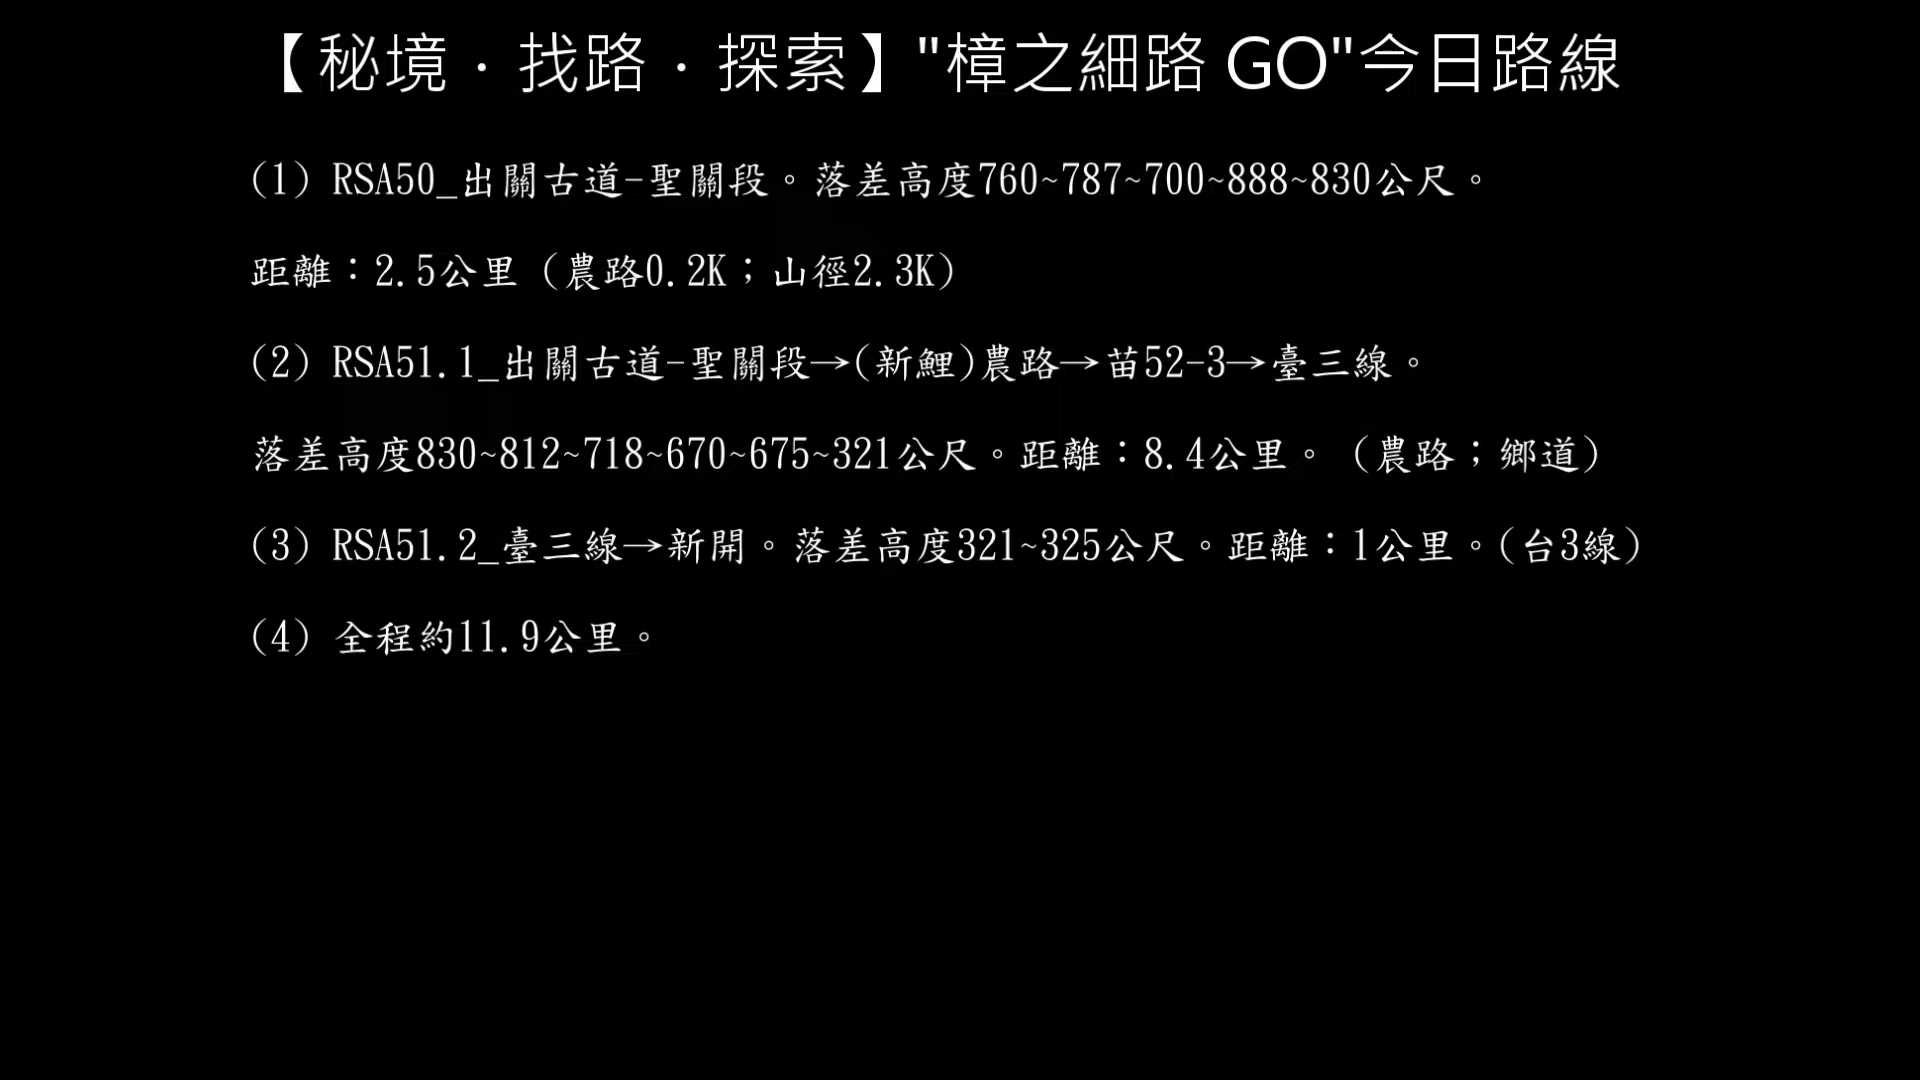 【秘境．找路．探索】"樟之細路 GO"今日路線
(1) RSA50_出關古道-聖關段。落差高度760~787~700~888~830公尺。
距離：2.5公里（農路0.2K；山徑2.3K）
(2) RSA51.1_出關古道-聖關段→(新鯉)農路→苗52-3→臺三線。
落差高度830~812~718~670~675~321公尺。距離：8.4公里。（農路；鄉道）
(3) RSA51.2_臺三線→新開。落差高度321~325公尺。距離：1公里。(台3線)
(4) 全程約11.9公里。